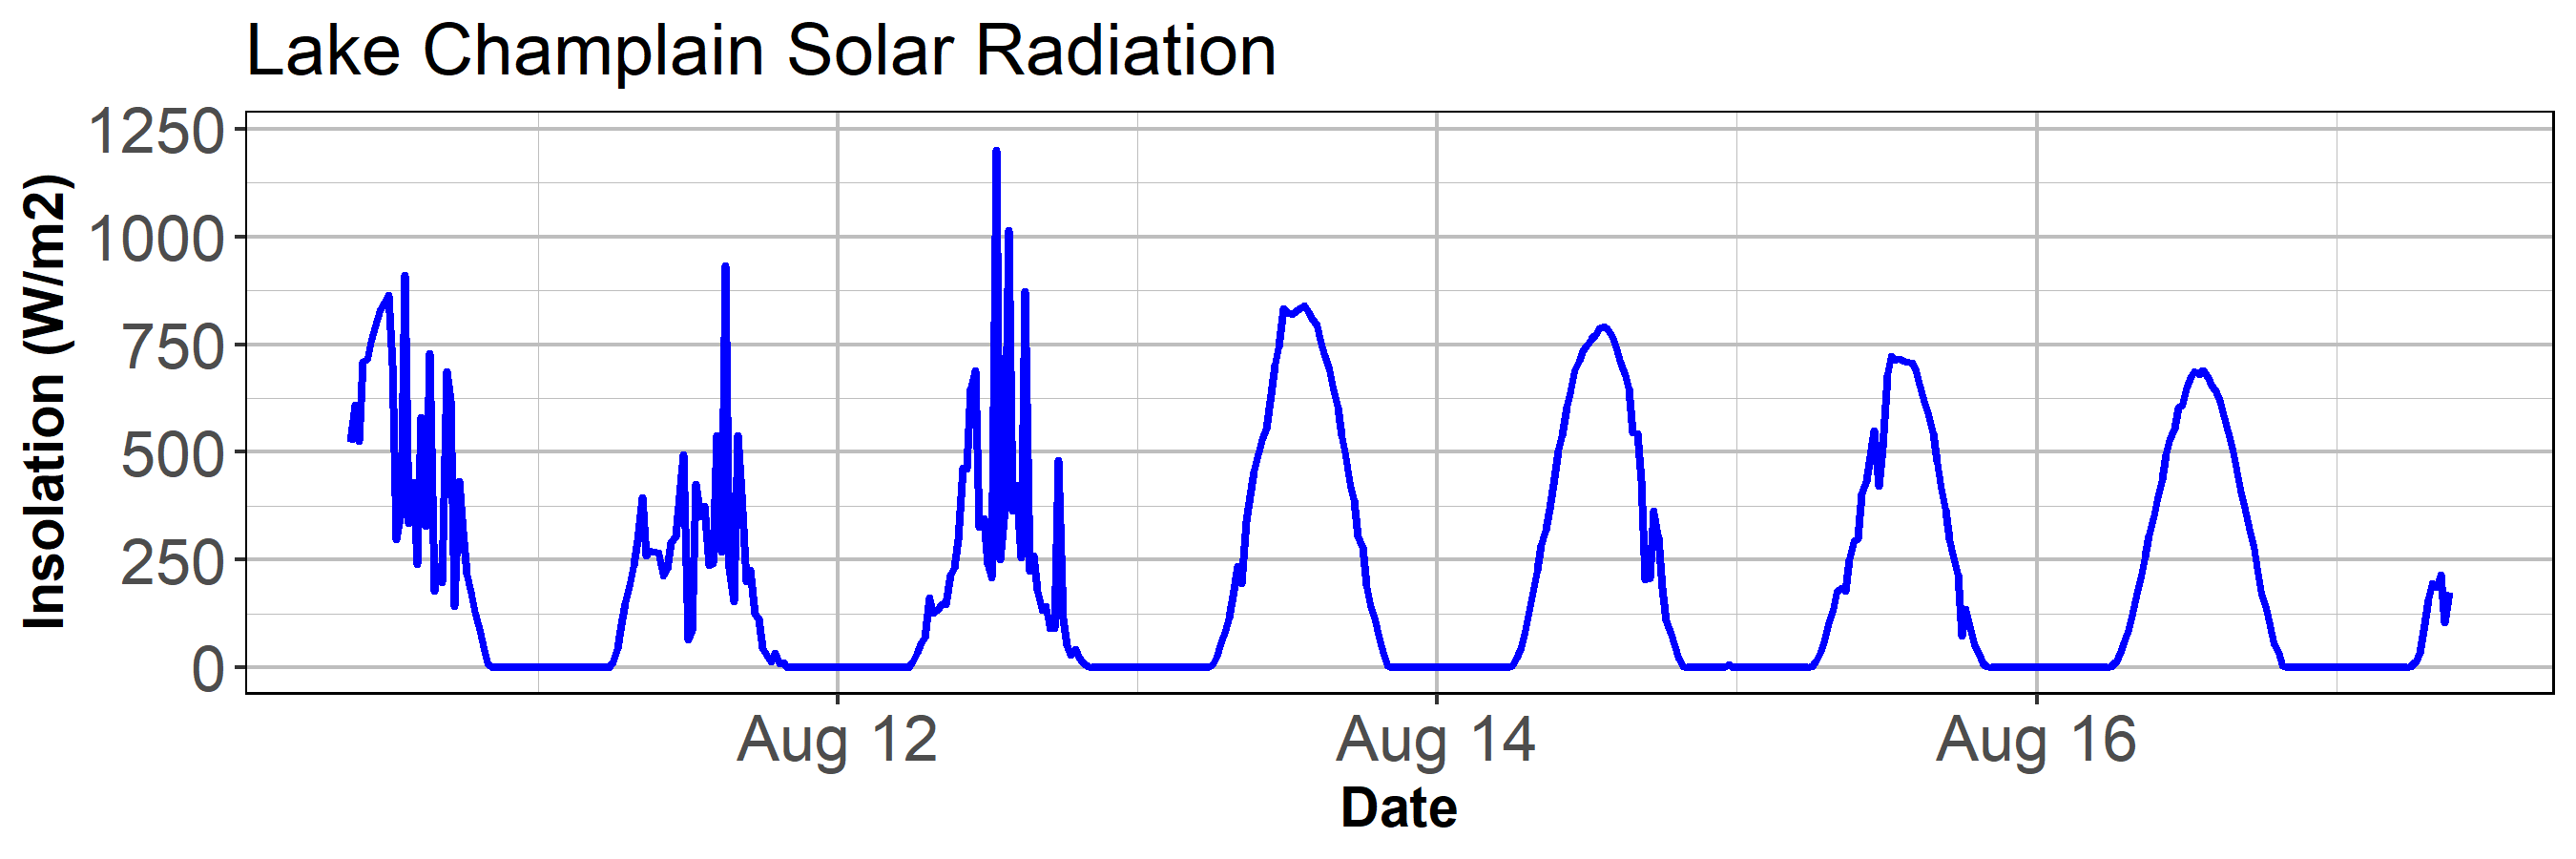 Lake Champlain Solar Radiation
Insolation (W/m2)
1250
1000
750
500
250
0
Aug 12 Aug 14 Aug 16
Date